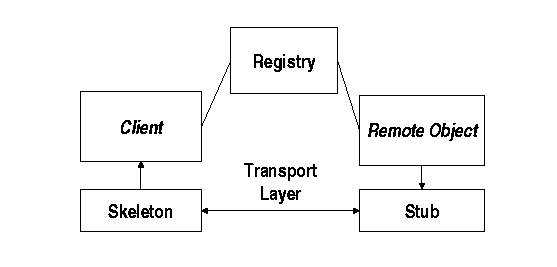 Registry
Client
Remote Object
Transport
Layer
Skeleton
Stub